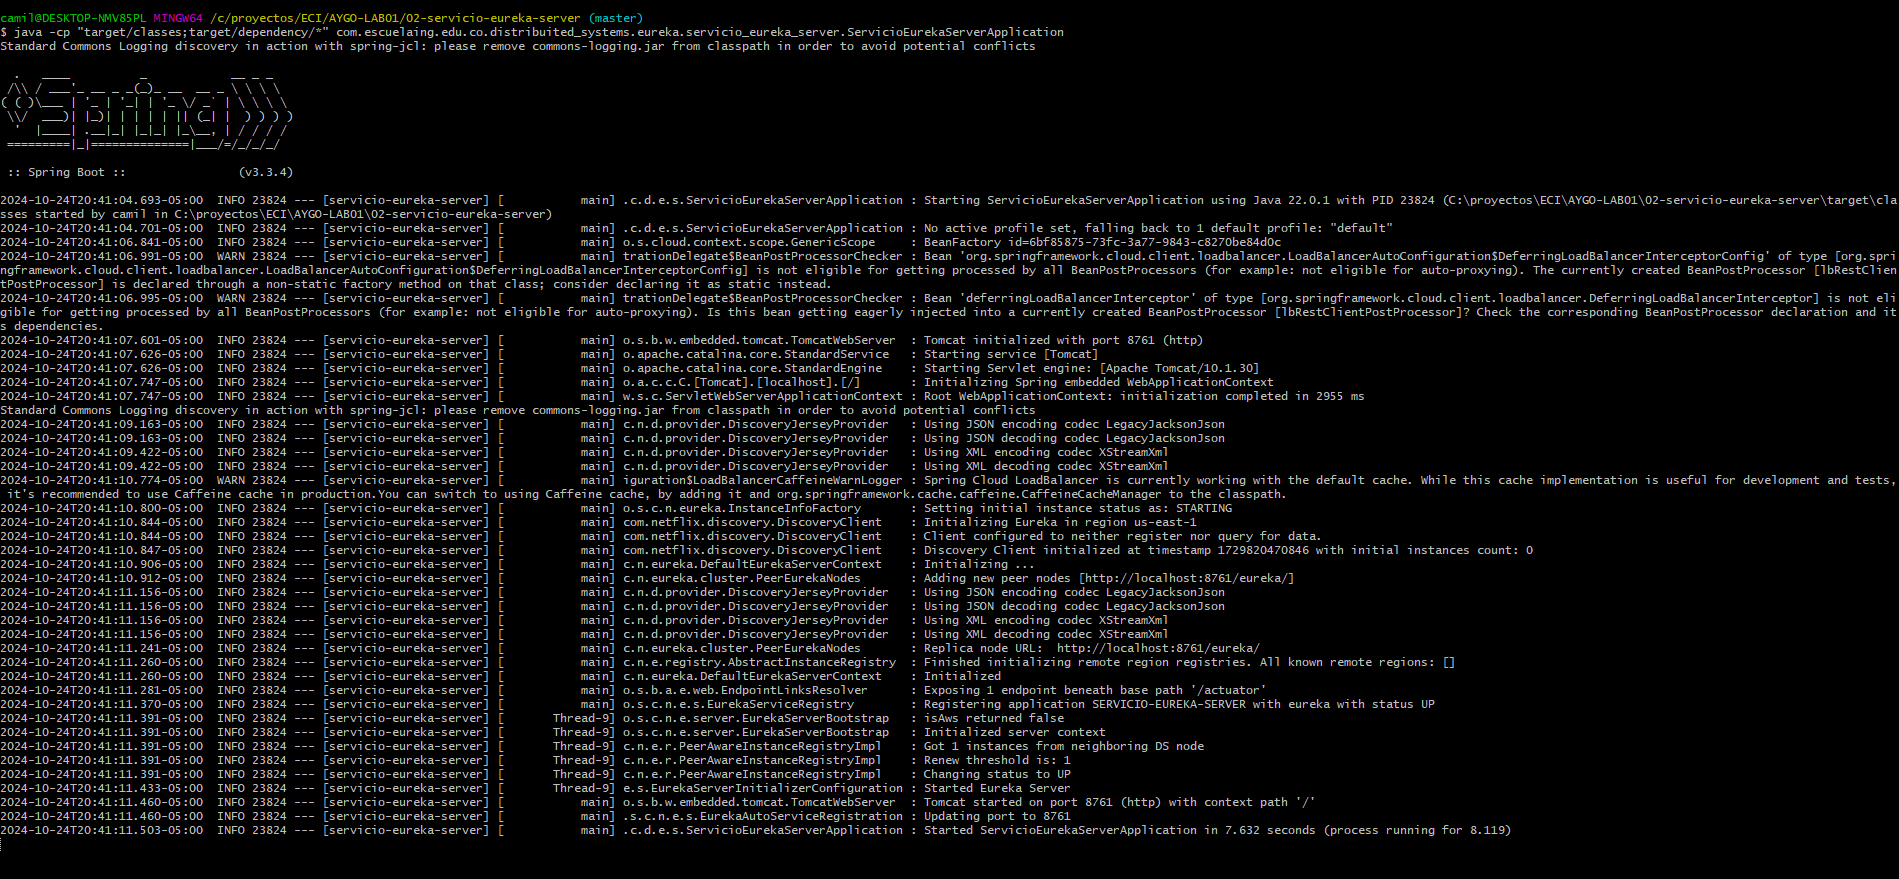 camil@DESKTOP-NMV85PL MINGW64 /c/proyectos/ECI/AYGO-LAB01/02-servicio-eureka-server (master)
$ java -cp "target/classes;target/dependency/*" com.escuelaing.edu.co.distribuited_systems.eureka.servicio_eureka_server.ServicioEurekaServerApplication
Standard Commons Logging discovery in action with spring-jcl: please remove commons-logging.jar from classpath in order to avoid potential conflicts

  .   ____          _            __ _ _
 /\\ / ___'_ __ _ _(_)_ __  __ _ \ \ \ \
( ( )\___ | '_ | '_| | '_ \/ _` | \ \ \ \
 \\/  ___)| |_)| | | | | || (_| |  ) ) ) )
  '  |____| .__|_| |_|_| |_\__, | / / / /
 =========|_|==============|___/=/_/_/_/

 :: Spring Boot ::                (v3.3.4)

2024-10-24T20:41:04.693-05:00  INFO 23824 --- [servicio-eureka-server] [           main] .c.d.e.s.ServicioEurekaServerApplication : Starting ServicioEurekaServerApplication using Java 22.0.1 with PID 23824 (C:\proyectos\ECI\AYGO-LAB01\02-servicio-eureka-server\target\cla
sses started by camil in C:\proyectos\ECI\AYGO-LAB01\02-servicio-eureka-server)
2024-10-24T20:41:04.701-05:00  INFO 23824 --- [servicio-eureka-server] [           main] .c.d.e.s.ServicioEurekaServerApplication : No active profile set, falling back to 1 default profile: "default"
2024-10-24T20:41:06.841-05:00  INFO 23824 --- [servicio-eureka-server] [           main] o.s.cloud.context.scope.GenericScope     : BeanFactory id=6bf85875-73fc-3a77-9843-c8270be84d0c
2024-10-24T20:41:06.991-05:00  WARN 23824 --- [servicio-eureka-server] [           main] trationDelegate$BeanPostProcessorChecker : Bean 'org.springframework.cloud.client.loadbalancer.LoadBalancerAutoConfiguration$DeferringLoadBalancerInterceptorConfig' of type [org.spri
ngframework.cloud.client.loadbalancer.LoadBalancerAutoConfiguration$DeferringLoadBalancerInterceptorConfig] is not eligible for getting processed by all BeanPostProcessors (for example: not eligible for auto-proxying). The currently created BeanPostProcessor [lbRestClien
tPostProcessor] is declared through a non-static factory method on that class; consider declaring it as static instead.
2024-10-24T20:41:06.995-05:00  WARN 23824 --- [servicio-eureka-server] [           main] trationDelegate$BeanPostProcessorChecker : Bean 'deferringLoadBalancerInterceptor' of type [org.springframework.cloud.client.loadbalancer.DeferringLoadBalancerInterceptor] is not eli
gible for getting processed by all BeanPostProcessors (for example: not eligible for auto-proxying). Is this bean getting eagerly injected into a currently created BeanPostProcessor [lbRestClientPostProcessor]? Check the corresponding BeanPostProcessor declaration and it
s dependencies.
2024-10-24T20:41:07.601-05:00  INFO 23824 --- [servicio-eureka-server] [           main] o.s.b.w.embedded.tomcat.TomcatWebServer  : Tomcat initialized with port 8761 (http)
2024-10-24T20:41:07.626-05:00  INFO 23824 --- [servicio-eureka-server] [           main] o.apache.catalina.core.StandardService   : Starting service [Tomcat]
2024-10-24T20:41:07.626-05:00  INFO 23824 --- [servicio-eureka-server] [           main] o.apache.catalina.core.StandardEngine    : Starting Servlet engine: [Apache Tomcat/10.1.30]
2024-10-24T20:41:07.747-05:00  INFO 23824 --- [servicio-eureka-server] [           main] o.a.c.c.C.[Tomcat].[localhost].[/]       : Initializing Spring embedded WebApplicationContext
2024-10-24T20:41:07.747-05:00  INFO 23824 --- [servicio-eureka-server] [           main] w.s.c.ServletWebServerApplicationContext : Root WebApplicationContext: initialization completed in 2955 ms
Standard Commons Logging discovery in action with spring-jcl: please remove commons-logging.jar from classpath in order to avoid potential conflicts
2024-10-24T20:41:09.163-05:00  INFO 23824 --- [servicio-eureka-server] [           main] c.n.d.provider.DiscoveryJerseyProvider   : Using JSON encoding codec LegacyJacksonJson
2024-10-24T20:41:09.163-05:00  INFO 23824 --- [servicio-eureka-server] [           main] c.n.d.provider.DiscoveryJerseyProvider   : Using JSON decoding codec LegacyJacksonJson
2024-10-24T20:41:09.422-05:00  INFO 23824 --- [servicio-eureka-server] [           main] c.n.d.provider.DiscoveryJerseyProvider   : Using XML encoding codec XStreamXml
2024-10-24T20:41:09.422-05:00  INFO 23824 --- [servicio-eureka-server] [           main] c.n.d.provider.DiscoveryJerseyProvider   : Using XML decoding codec XStreamXml
2024-10-24T20:41:10.774-05:00  WARN 23824 --- [servicio-eureka-server] [           main] iguration$LoadBalancerCaffeineWarnLogger : Spring Cloud LoadBalancer is currently working with the default cache. While this cache implementation is useful for development and tests,
 it's recommended to use Caffeine cache in production.You can switch to using Caffeine cache, by adding it and org.springframework.cache.caffeine.CaffeineCacheManager to the classpath.
2024-10-24T20:41:10.800-05:00  INFO 23824 --- [servicio-eureka-server] [           main] o.s.c.n.eureka.InstanceInfoFactory       : Setting initial instance status as: STARTING
2024-10-24T20:41:10.844-05:00  INFO 23824 --- [servicio-eureka-server] [           main] com.netflix.discovery.DiscoveryClient    : Initializing Eureka in region us-east-1
2024-10-24T20:41:10.844-05:00  INFO 23824 --- [servicio-eureka-server] [           main] com.netflix.discovery.DiscoveryClient    : Client configured to neither register nor query for data.
2024-10-24T20:41:10.847-05:00  INFO 23824 --- [servicio-eureka-server] [           main] com.netflix.discovery.DiscoveryClient    : Discovery Client initialized at timestamp 1729820470846 with initial instances count: 0
2024-10-24T20:41:10.906-05:00  INFO 23824 --- [servicio-eureka-server] [           main] c.n.eureka.DefaultEurekaServerContext    : Initializing ...
2024-10-24T20:41:10.912-05:00  INFO 23824 --- [servicio-eureka-server] [           main] c.n.eureka.cluster.PeerEurekaNodes       : Adding new peer nodes [http://localhost:8761/eureka/]
2024-10-24T20:41:11.156-05:00  INFO 23824 --- [servicio-eureka-server] [           main] c.n.d.provider.DiscoveryJerseyProvider   : Using JSON encoding codec LegacyJacksonJson
2024-10-24T20:41:11.156-05:00  INFO 23824 --- [servicio-eureka-server] [           main] c.n.d.provider.DiscoveryJerseyProvider   : Using JSON decoding codec LegacyJacksonJson
2024-10-24T20:41:11.156-05:00  INFO 23824 --- [servicio-eureka-server] [           main] c.n.d.provider.DiscoveryJerseyProvider   : Using XML encoding codec XStreamXml
2024-10-24T20:41:11.156-05:00  INFO 23824 --- [servicio-eureka-server] [           main] c.n.d.provider.DiscoveryJerseyProvider   : Using XML decoding codec XStreamXml
2024-10-24T20:41:11.241-05:00  INFO 23824 --- [servicio-eureka-server] [           main] c.n.eureka.cluster.PeerEurekaNodes       : Replica node URL:  http://localhost:8761/eureka/
2024-10-24T20:41:11.260-05:00  INFO 23824 --- [servicio-eureka-server] [           main] c.n.e.registry.AbstractInstanceRegistry  : Finished initializing remote region registries. All known remote regions: []
2024-10-24T20:41:11.260-05:00  INFO 23824 --- [servicio-eureka-server] [           main] c.n.eureka.DefaultEurekaServerContext    : Initialized
2024-10-24T20:41:11.281-05:00  INFO 23824 --- [servicio-eureka-server] [           main] o.s.b.a.e.web.EndpointLinksResolver      : Exposing 1 endpoint beneath base path '/actuator'
2024-10-24T20:41:11.370-05:00  INFO 23824 --- [servicio-eureka-server] [           main] o.s.c.n.e.s.EurekaServiceRegistry        : Registering application SERVICIO-EUREKA-SERVER with eureka with status UP
2024-10-24T20:41:11.391-05:00  INFO 23824 --- [servicio-eureka-server] [       Thread-9] o.s.c.n.e.server.EurekaServerBootstrap   : isAws returned false
2024-10-24T20:41:11.391-05:00  INFO 23824 --- [servicio-eureka-server] [       Thread-9] o.s.c.n.e.server.EurekaServerBootstrap   : Initialized server context
2024-10-24T20:41:11.391-05:00  INFO 23824 --- [servicio-eureka-server] [       Thread-9] c.n.e.r.PeerAwareInstanceRegistryImpl    : Got 1 instances from neighboring DS node
2024-10-24T20:41:11.391-05:00  INFO 23824 --- [servicio-eureka-server] [       Thread-9] c.n.e.r.PeerAwareInstanceRegistryImpl    : Renew threshold is: 1
2024-10-24T20:41:11.391-05:00  INFO 23824 --- [servicio-eureka-server] [       Thread-9] c.n.e.r.PeerAwareInstanceRegistryImpl    : Changing status to UP
2024-10-24T20:41:11.433-05:00  INFO 23824 --- [servicio-eureka-server] [       Thread-9] e.s.EurekaServerInitializerConfiguration : Started Eureka Server
2024-10-24T20:41:11.460-05:00  INFO 23824 --- [servicio-eureka-server] [           main] o.s.b.w.embedded.tomcat.TomcatWebServer  : Tomcat started on port 8761 (http) with context path '/'
2024-10-24T20:41:11.460-05:00  INFO 23824 --- [servicio-eureka-server] [           main] .s.c.n.e.s.EurekaAutoServiceRegistration : Updating port to 8761
2024-10-24T20:41:11.503-05:00  INFO 23824 --- [servicio-eureka-server] [           main] .c.d.e.s.ServicioEurekaServerApplication : Started ServicioEurekaServerApplication in 7.632 seconds (process running for 8.119)